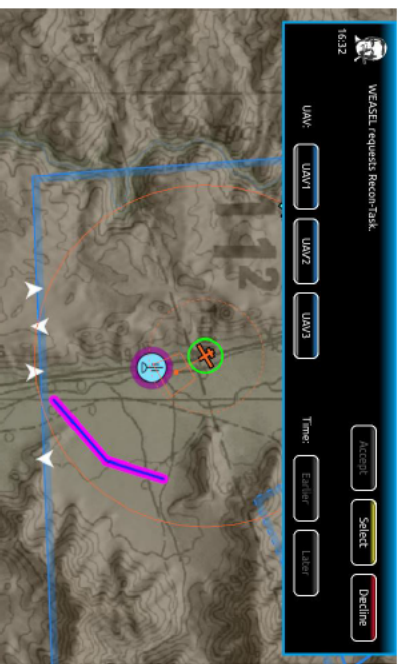 WEASEL requests Recon-Task.
16:32
UAV:
UAV1
UAV2
UAV3
Time:
Earlier
Later
Accept
Select
Decline
112